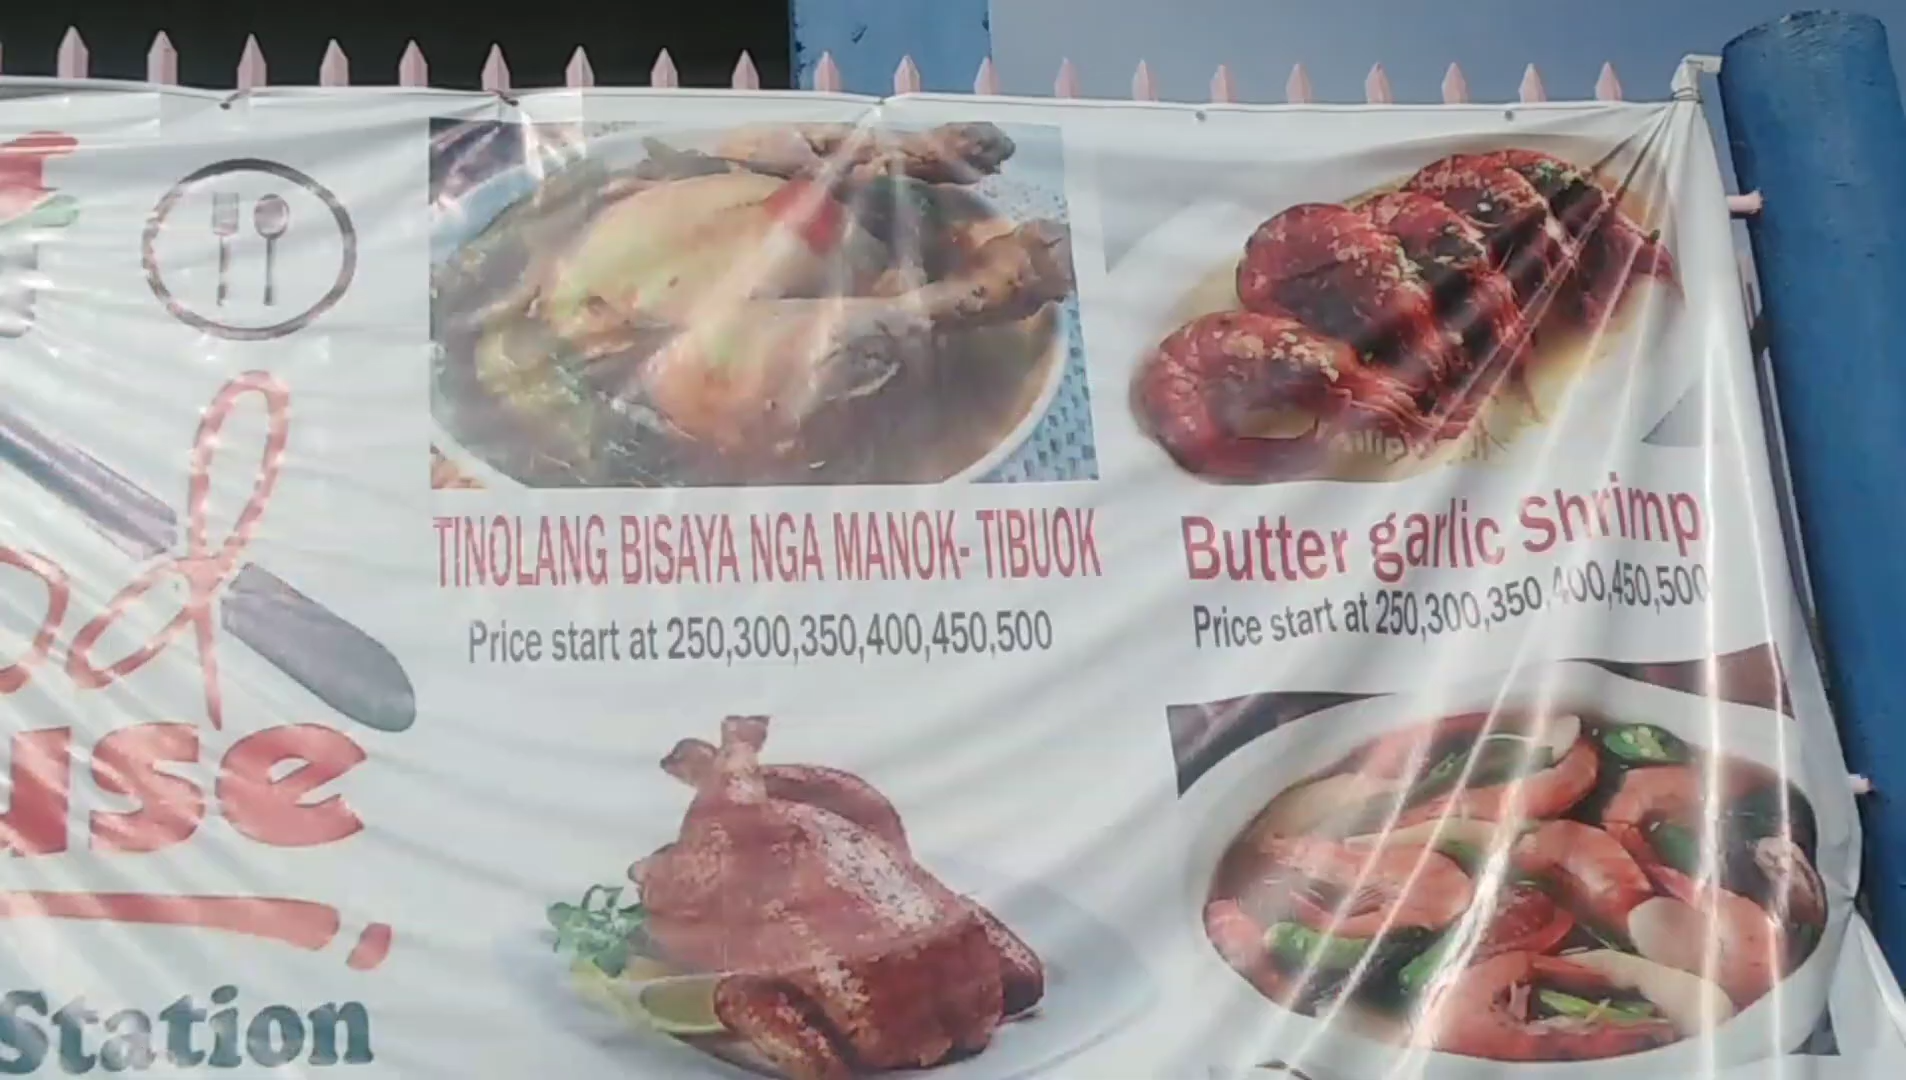 TINOLANG BISAYA NGA MANOK- TIBUOK
Price start at 250,300,350,400,450,500
Butter garlic Shrimp
Price start at 250,300,350,400,450,500
od
use
Station